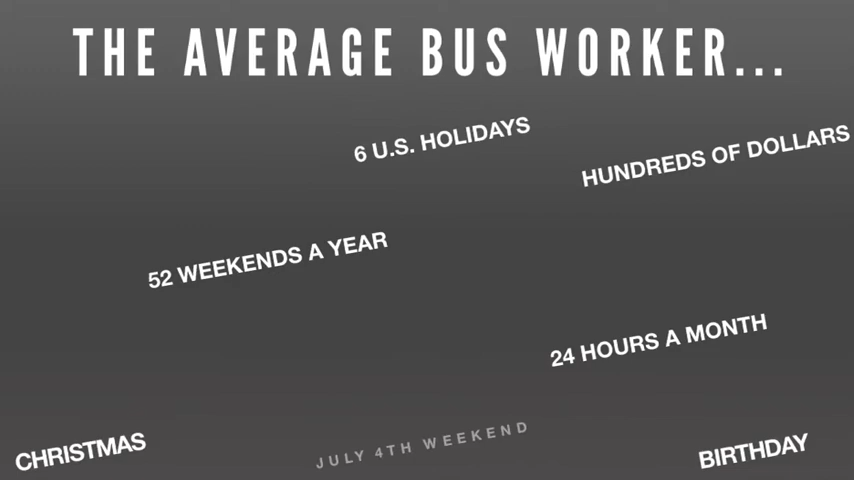 THE AVERAGE BUS WORKER...
6 U.S. HOLIDAYS
HUNDREDS OF DOLLARS
52 WEEKENDS A YEAR
24 HOURS A MONTH
CHRISTMAS
JULY 4TH WEEKEND
BIRTHDAY